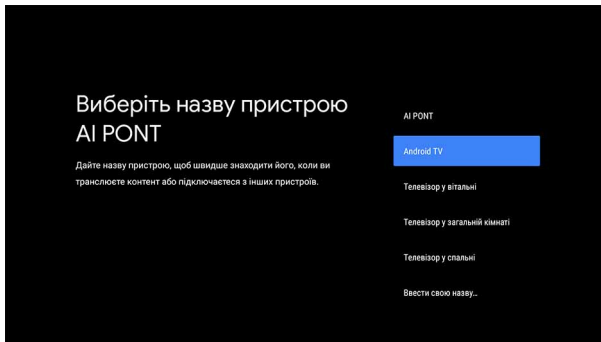 Виберіть назву пристрою
AI PONT
Дайте назву пристрою, щоб швидше знаходити його, коли ви
транслюєте контент або підключаєтеся з інших пристроїв.
AI PONT
Android TV
Телевізор у вітальні
Телевізор у загальній кімнаті
Телевізор у спальні
Ввести свою назву…